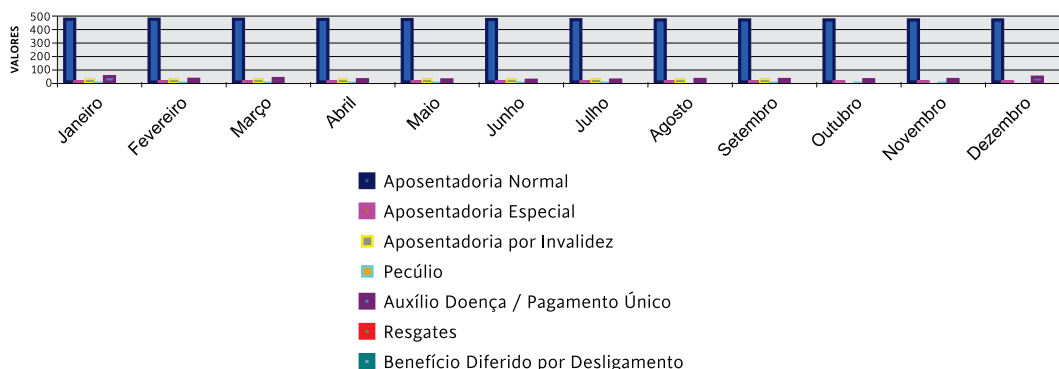 VALORES
500
400
300
200
100
0
Janeiro Fevereiro Março Abril Maio Junho Julho Agosto Setembro Outubro Novembro Dezembro
Aposentadoria Normal
Aposentadoria Especial
Aposentadoria por Invalidez
Pecúlio
Auxílio Doença / Pagamento Único
Resgates
Benefício Diferido por Desligamento